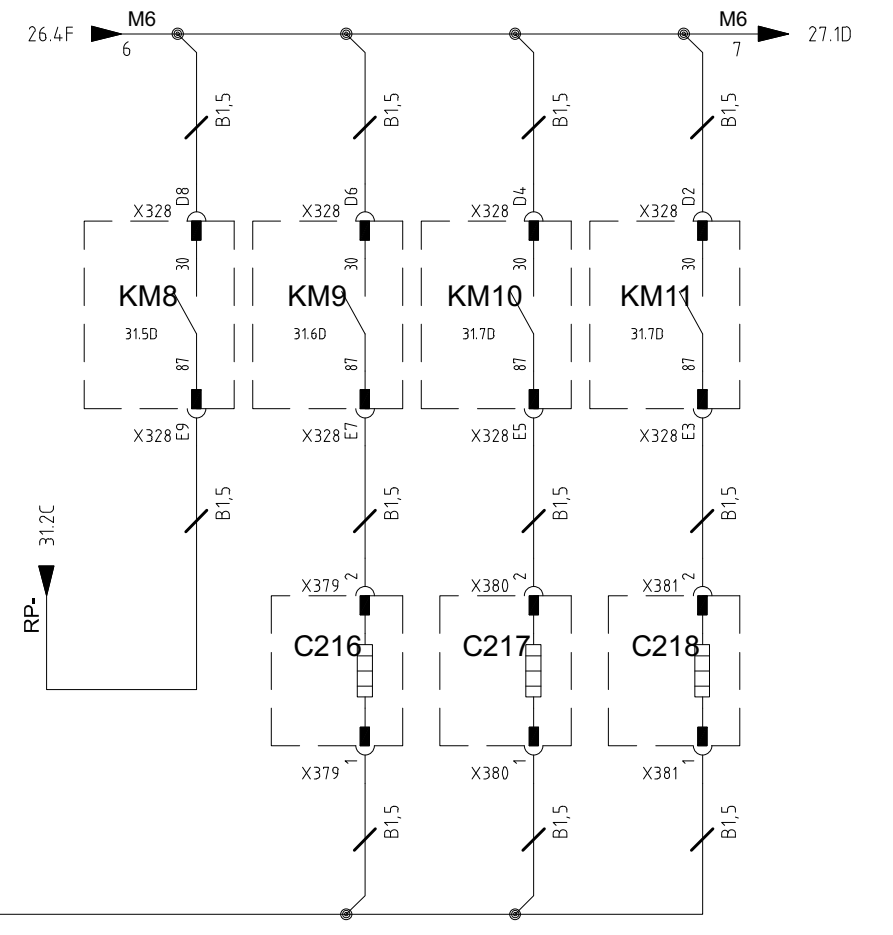 26.4F M6 6 M6 7 27.1D
B1,5 B1,5 B1,5 B1,5
X328 D8 X328 D6 X328 D4 X328 D2
30 30 30 30
KM8 KM9 KM10 KM11
31.5D 31.6D 31.7D 31.7D
87 87 87 87
X328 E9 X328 E7 X328 E5 X328 E3
31.2C B1,5 B1,5 B1,5 B1,5
RP-
X379 2 X380 2 X381 2
C216 C217 C218
X379 1 X380 1 X381 1
B1,5 B1,5 B1,5